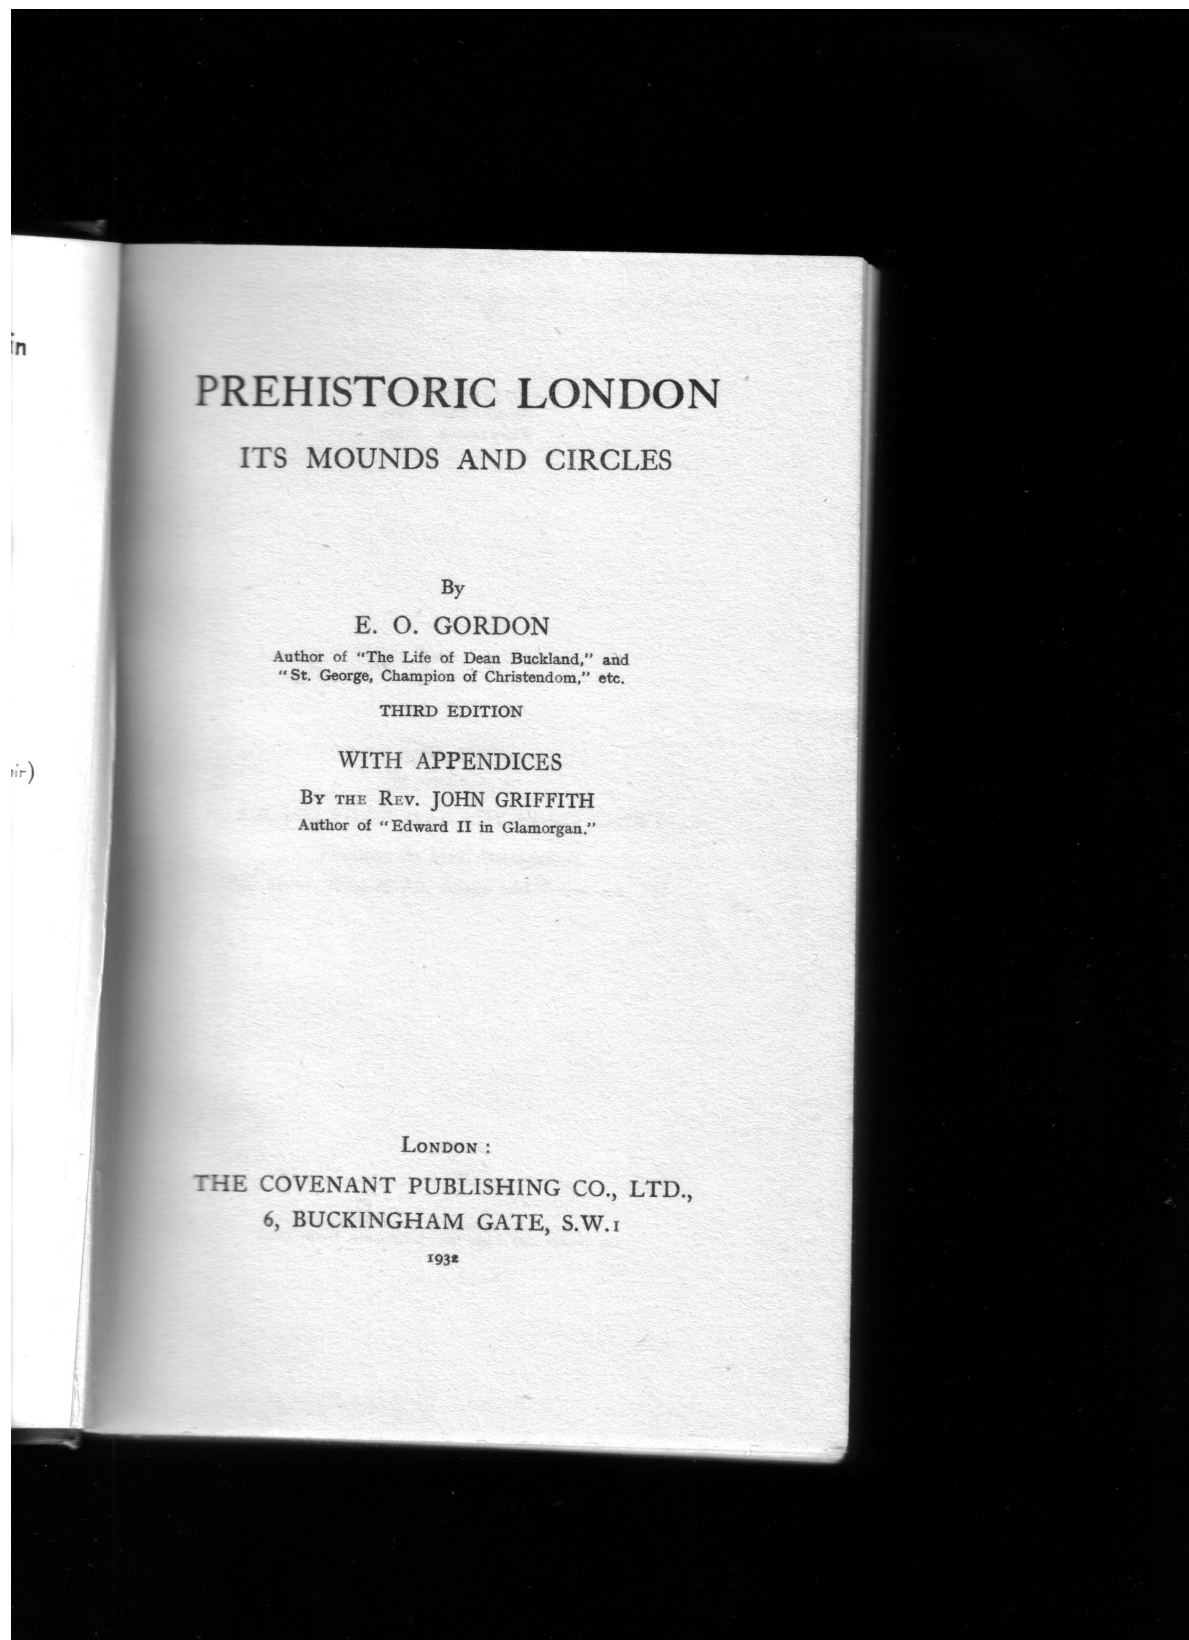 in
PREHISTORIC LONDON
ITS MOUNDS AND CIRCLES
By
E. O. GORDON
Author of "The Life of Dean Buckland," and
"St. George, Champion of Christendom," etc.
THIRD EDITION
WITH APPENDICES
BY THE REV. JOHN GRIFFITH
Author of "Edward II in Glamorgan."
LONDON :
THE COVENANT PUBLISHING CO., LTD.,
6, BUCKINGHAM GATE, S.W.1
1932